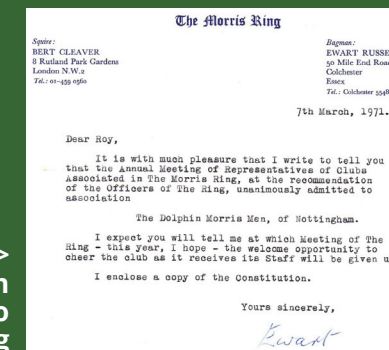 The Morris Ring
Squire:
BERT CLEAVER
8 Rutland Park Gardens
London N.W.2
Tel.: 01-459 0560
Bagman:
EWART RUSSE
50 Mile End Road
Colchester
Essex
Tel.: Colchester 5548
7th March, 1971.
Dear Roy,
It is with much pleasure that I write to tell you
that the Annual Meeting of Representatives of Clubs
Associated in The Morris Ring, at the recommendation
of the Officers of The Ring, unanimously admitted to
association
The Dolphin Morris Men, of Nottingham.
I expect you will tell me at which Meeting of The
Ring - this year, I hope - the welcome opportunity to
cheer the club as it receives its Staff will be given u
I enclose a copy of the Constitution.
Yours sincerely,
Ewart
>
n
o
g